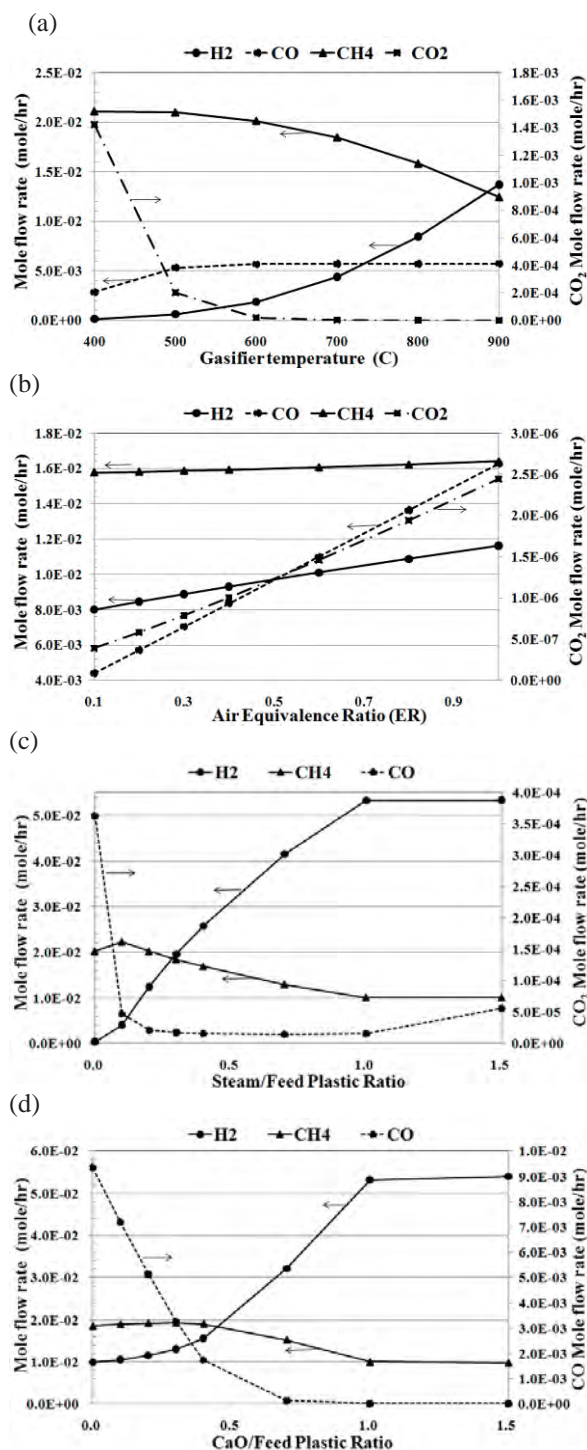 (a)
H2 CO CH4 CO2
2.5E-02
2.0E-02
1.5E-02
1.0E-02
5.0E-03
0.0E+00
1.8E-03
1.6E-03
1.4E-03
1.2E-03
1.0E-03
8.0E-04
6.0E-04
4.0E-04
2.0E-04
0.0E+00
Mole flow rate (mole/hr)
CO2 Mole flow rate (mole/hr)
400 500 600 700 800 900
Gasifier temperature (C)
(b)
H2 CO CH4 CO2
1.8E-02
1.6E-02
1.4E-02
1.2E-02
1.0E-02
8.0E-03
6.0E-03
4.0E-03
3.0E-06
2.5E-06
2.0E-06
1.5E-06
1.0E-06
5.0E-07
0.0E+00
Mole flow rate (mole/hr)
CO2 Mole flow rate (mole/hr)
0.1 0.3 0.5 0.7 0.9
Air Equivalence Ratio (ER)
(c)
H2 CH4 CO
5.0E-02
4.0E-02
3.0E-02
2.0E-02
1.0E-02
0.0E+00
4.0E-04
3.5E-04
3.0E-04
2.5E-04
2.0E-04
1.5E-04
1.0E-04
5.0E-05
0.0E+00
Mole flow rate (mole/hr)
CO, Mole flow rate (mole/hr)
0.0 0.5 1.0 1.5
Steam/Feed Plastic Ratio
(d)
H2 CH4 CO
6.0E-02
5.0E-02
4.0E-02
3.0E-02
2.0E-02
1.0E-02
0.0E+00
1.0E-02
9.0E-03
8.0E-03
7.0E-03
6.0E-03
5.0E-03
4.0E-03
3.0E-03
2.0E-03
1.0E-03
0.0E+00
Mole flow rate (mole/hr)
CO Mole flow rate (mole/hr)
0.0 0.5 1.0 1.5
CaO/Feed Plastic Ratio